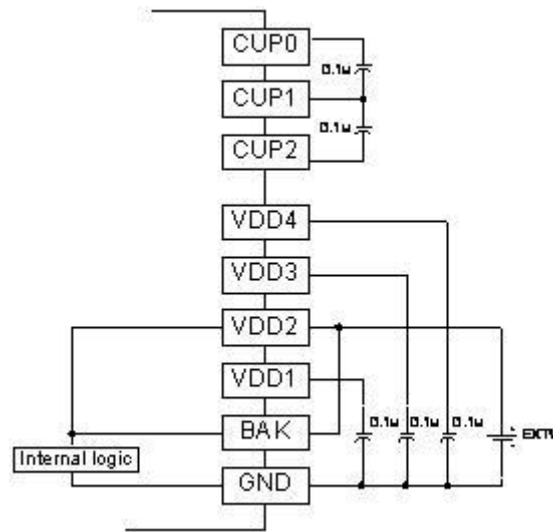 CUP0
0.1u
CUP1
0.1u
CUP2
VDD4
VDD3
VDD2
VDD1
0.1u 0.1u 0.1u
BAK
Internal logic
GND